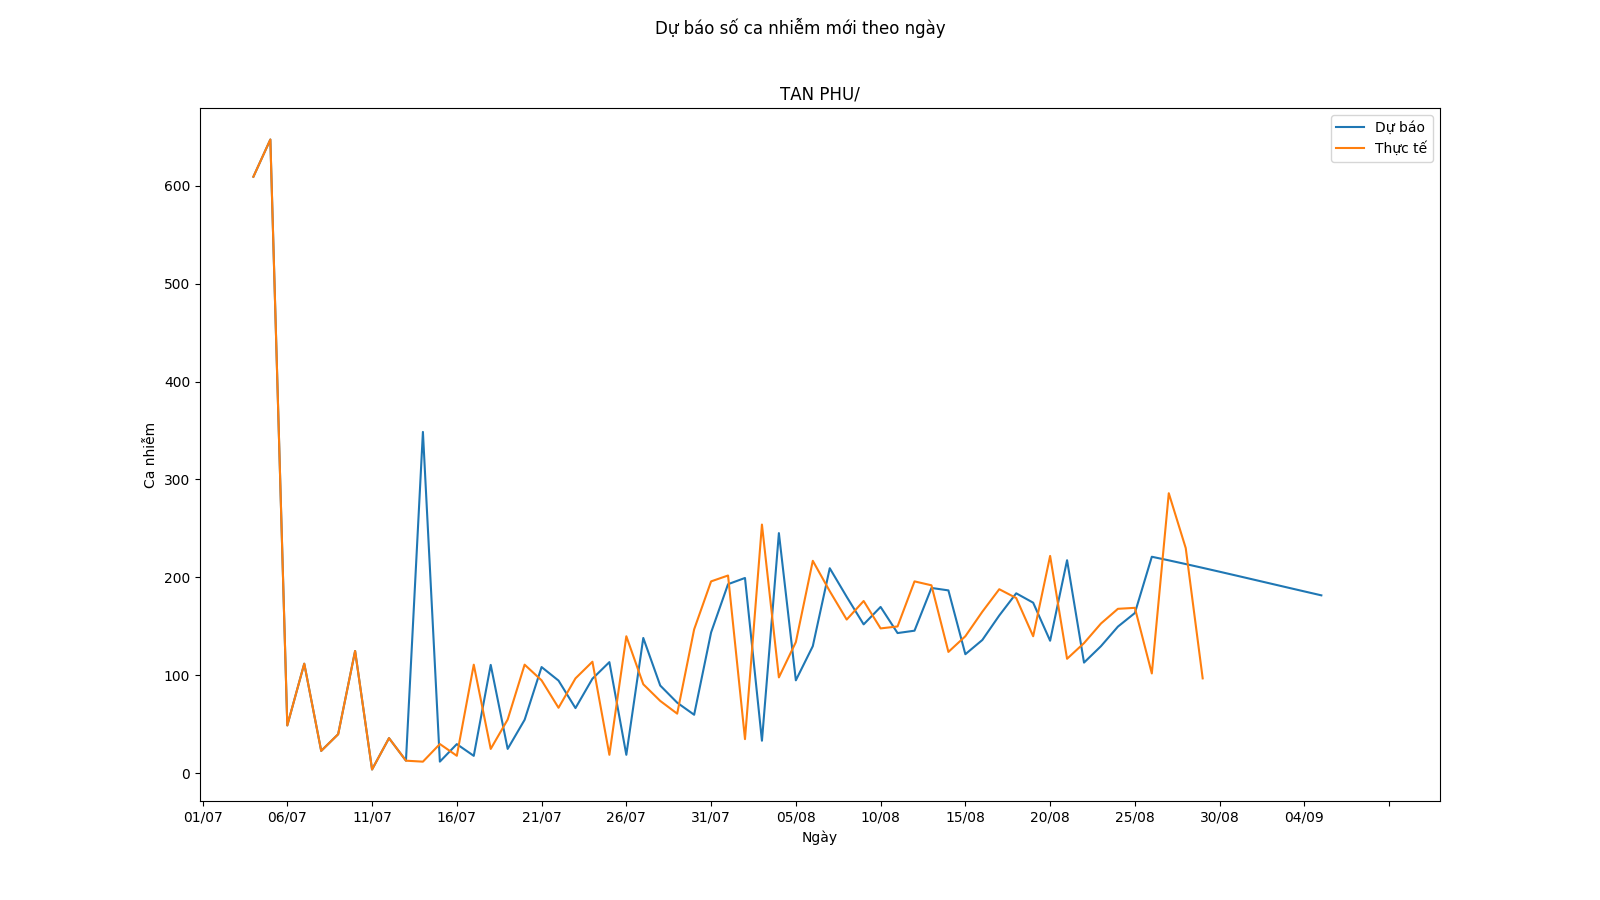 Dự báo số ca nhiễm mới theo ngày
TAN PHU/
Dự báo
Thực tế
600
500
400
300
200
100
0
Ca nhiễm
01/07 06/07 11/07 16/07 21/07 26/07 31/07 05/08 10/08 15/08 20/08 25/08 30/08 04/09
Ngày